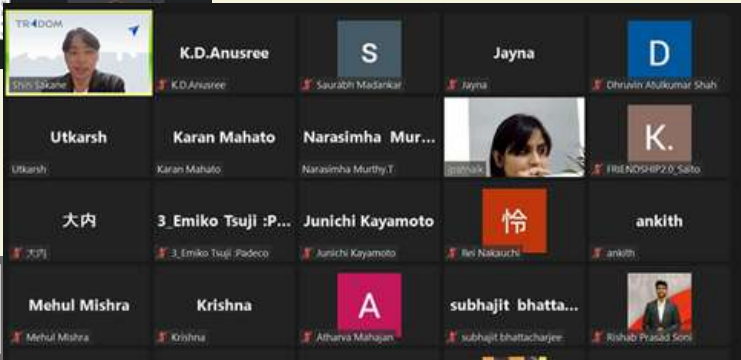 TRADOM
Shin Sakane
K.D.Anusree
K.D.Anusree
S
Saurabh Madankar
Jayna
Jayna
D
Dhruvin Atulkumar Shah
Utkarsh
Utkarsh
Karan Mahato
Karan Mahato
Narasimha Mur...
Narasimha Murthy.T
ipatnaik
K.
FRIENDSHIP2.0_Saito
大内
大内
3_Emiko Tsuji :P...
3_Emiko Tsuji :Padeco
Junichi Kayamoto
Junichi Kayamoto
怜
Rei Nakauchi
ankith
ankith
Mehul Mishra
Mehul Mishra
Krishna
Krishna
A
Atharva Mahajan
subhajit bhatta...
subhajit bhattacharjee
Rishab Prasad Soni